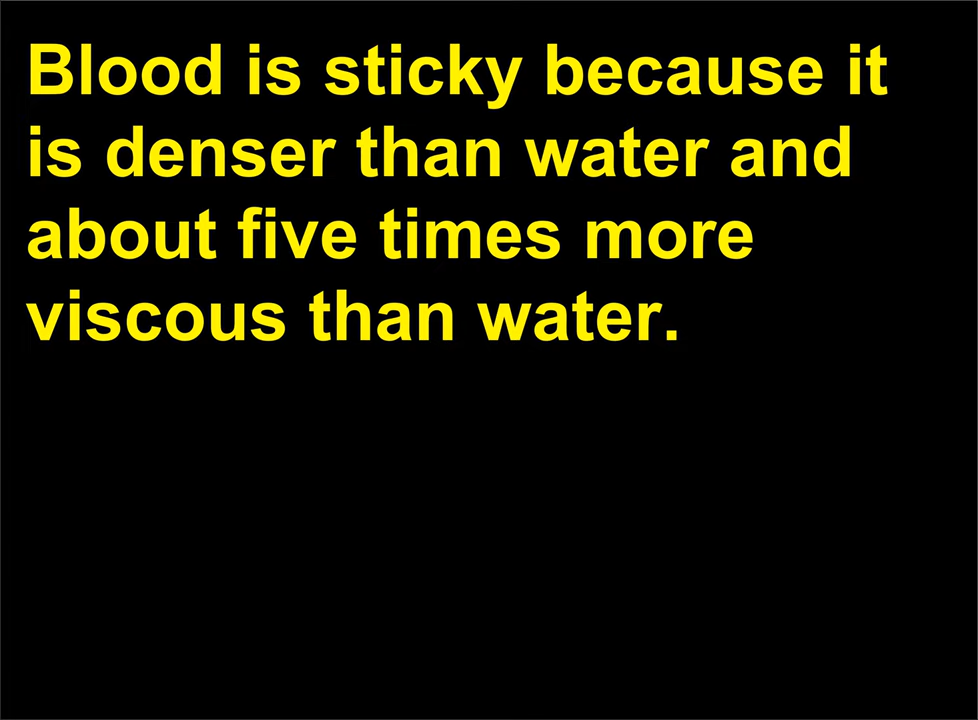 Blood is sticky because it
is denser than water and
about five times more
viscous than water.